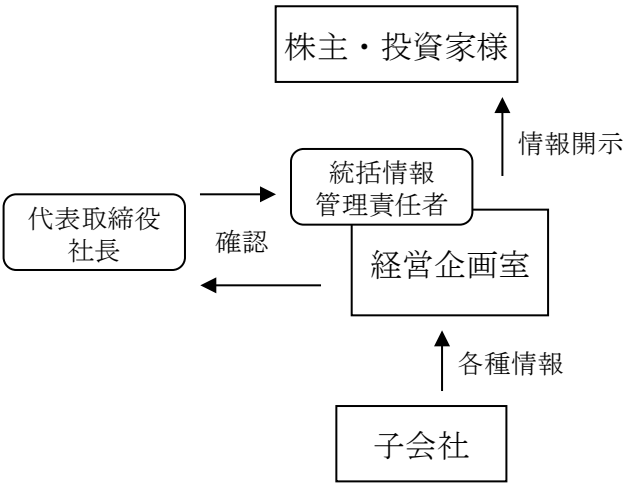 株主・投資家様
情報開示
統括情報
管理責任者
代表取締役
社長
確認
経営企画室
各種情報
子会社